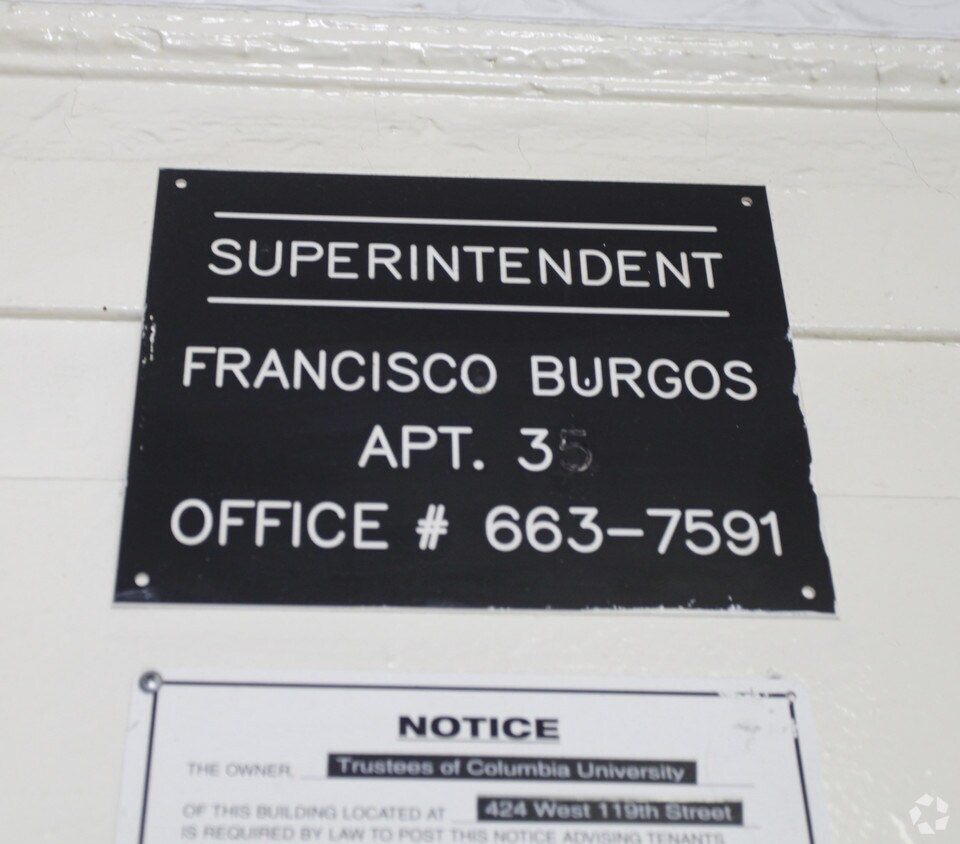 SUPERINTENDENT
FRANCISCO BURGOS
APT. 35
OFFICE # 663-7591
NOTICE
THE OWNER, Trustees of Columbia University
OF THIS BUILDING LOCATED AT 424 West 119th Street
IS REQUIRED BY LAW TO POST THIS NOTICE ADVISING TENANTS